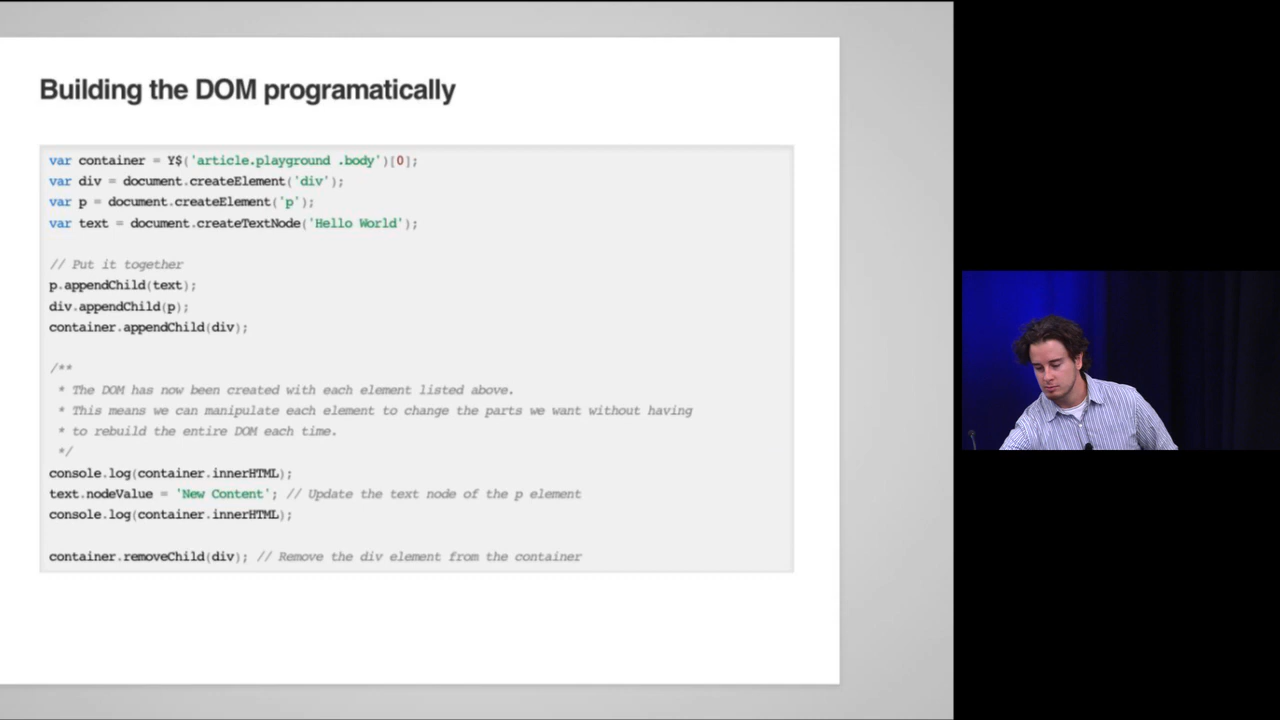 Building the DOM programatically
var container = Y$('article.playground .body')[0];
var div = document.createElement('div');
var p = document.createElement('p');
var text = document.createTextNode('Hello World');
// Put it together
p.appendChild(text);
div.appendChild(p);
container.appendChild(div);
/**
* The DOM has now been created with each element listed above.
* This means we can manipulate each element to change the parts we want without having
* to rebuild the entire DOM each time.
*/
console.log(container.innerHTML);
text.nodeValue = 'New Content'; // Update the text node of the p element
console.log(container.innerHTML);
container.removeChild(div); // Remove the div element from the container